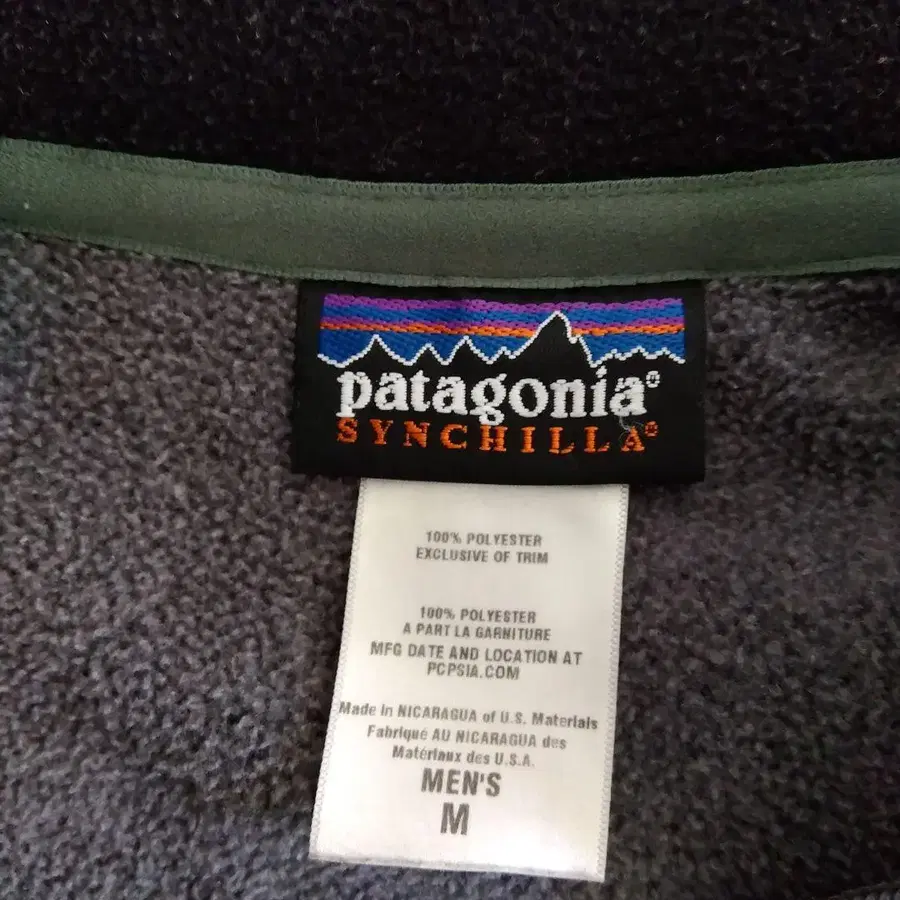 patagonia®
SYNCHILLA®
100% POLYESTER
EXCLUSIVE OF TRIM
100% POLYESTER
A PART LA GARNITURE
MFG DATE AND LOCATION AT
PCPSIA.COM
Made in NICARAGUA of U.S. Materials
Fabriqué AU NICARAGUA des
Matériaux des U.S.A.
MEN'S
M